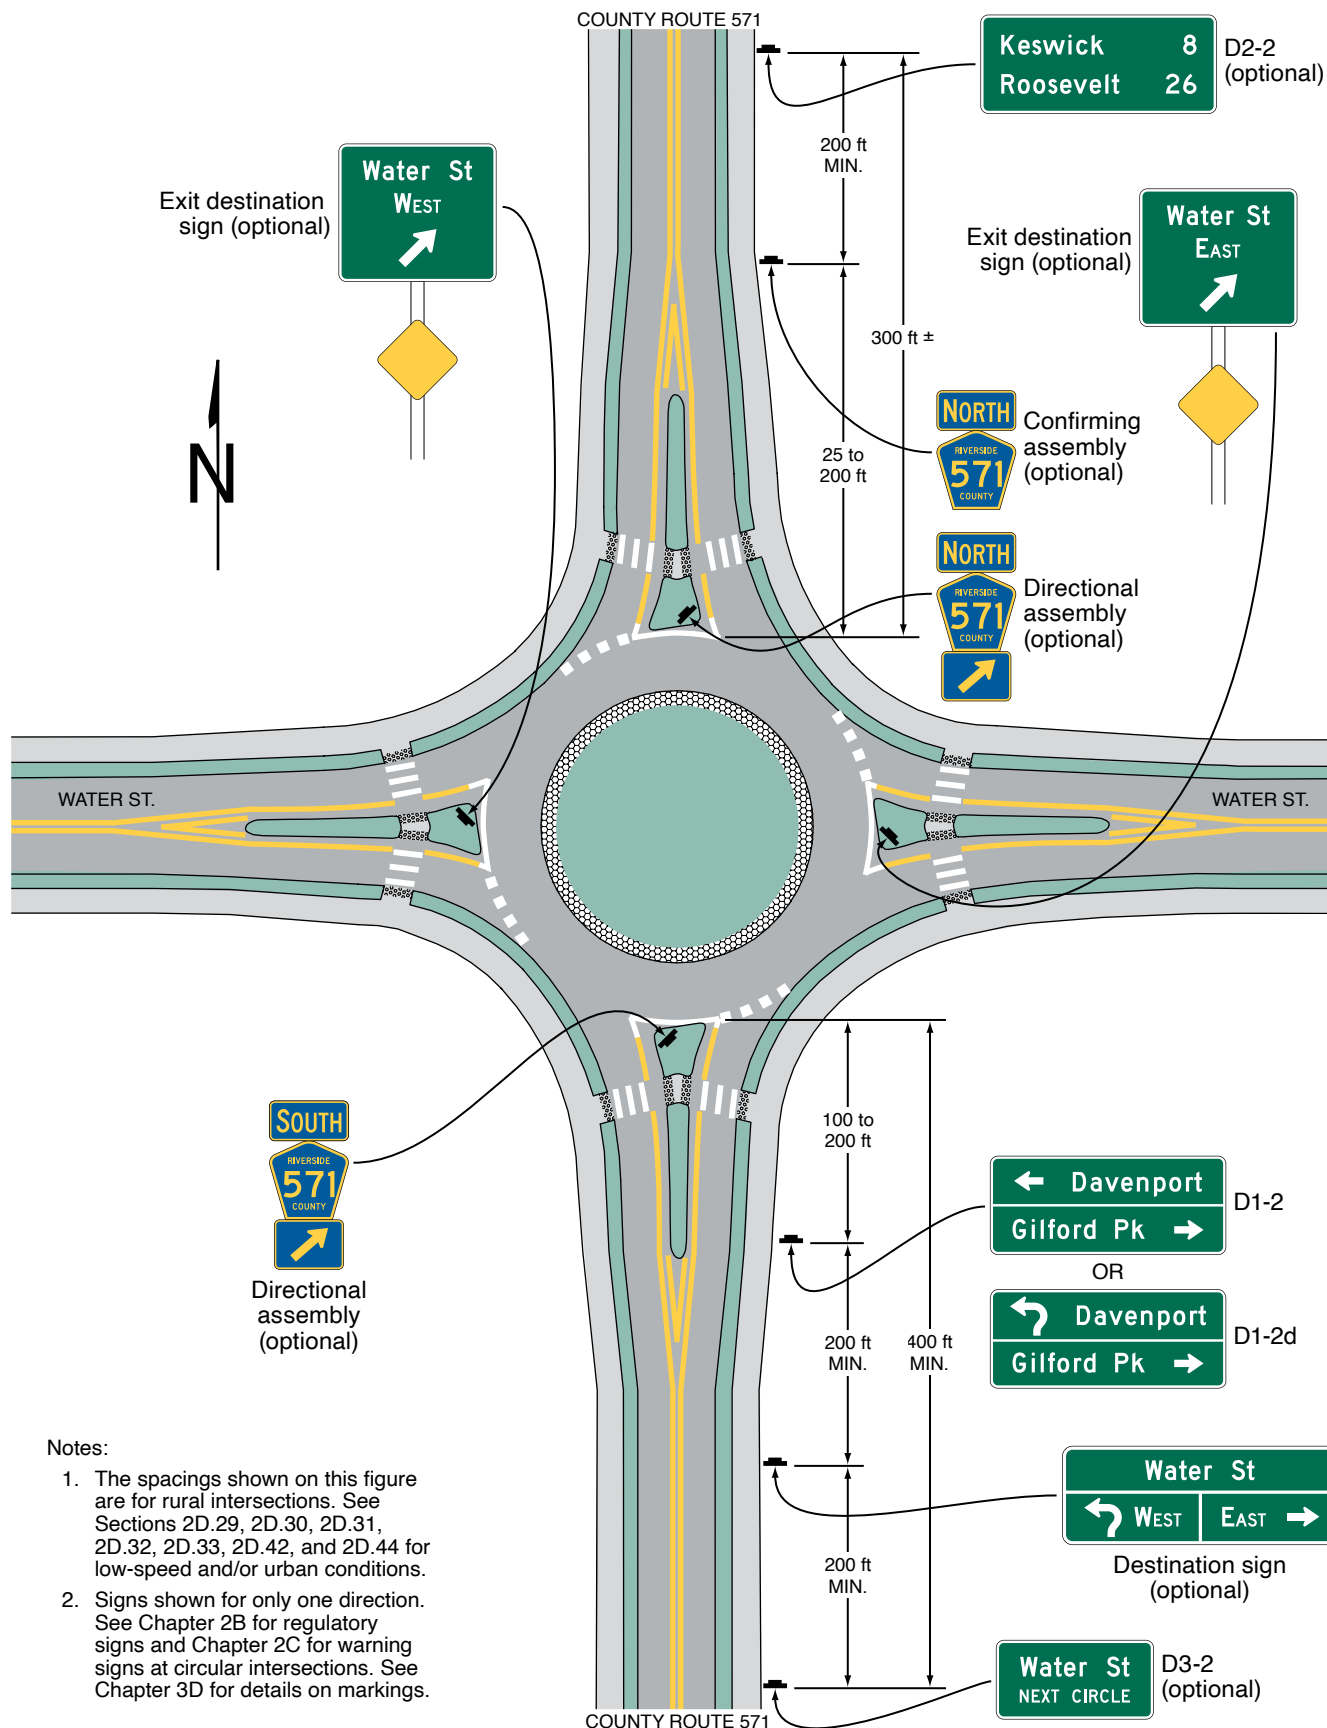 COUNTY ROUTE 571
Keswick 8
Roosevelt 26
D2-2
(optional)
200 ft
MIN.
Water St
WEST
Exit destination
sign (optional)
Water St
EAST
Exit destination
sign (optional)
300 ft ±
NORTH
RIVERSIDE
571
COUNTY
Confirming
assembly
(optional)
25 to
200 ft
N
NORTH
RIVERSIDE
571
COUNTY
Directional
assembly
(optional)
WATER ST.
WATER ST.
SOUTH
RIVERSIDE
571
COUNTY
Directional
assembly
(optional)
100 to
200 ft
Davenport
Gilford Pk
D1-2
OR
Davenport
Gilford Pk
D1-2d
200 ft
MIN.
400 ft
MIN.
Water St
WEST EAST
Destination sign
(optional)
200 ft
MIN.
Water St
NEXT CIRCLE
D3-2
(optional)
COUNTY ROUTE 571
Notes:
1. The spacings shown on this figure
are for rural intersections. See
Sections 2D.29, 2D.30, 2D.31,
2D.32, 2D.33, 2D.42, and 2D.44 for
low-speed and/or urban conditions.
2. Signs shown for only one direction.
See Chapter 2B for regulatory
signs and Chapter 2C for warning
signs at circular intersections. See
Chapter 3D for details on markings.